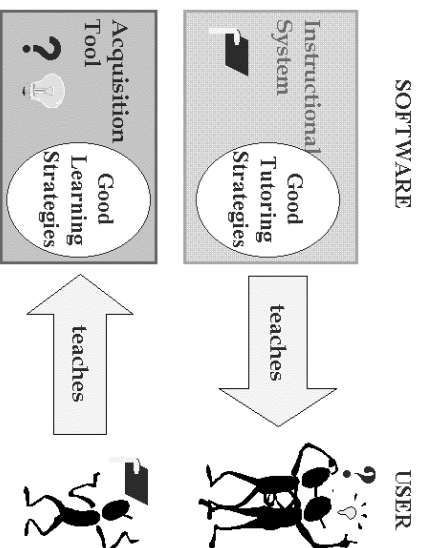 SOFTWARE
USER
Instructional
System
Good
Tutoring
Strategies
teaches
?
Acquisition
Tool
?
Good
Learning
Strategies
teaches